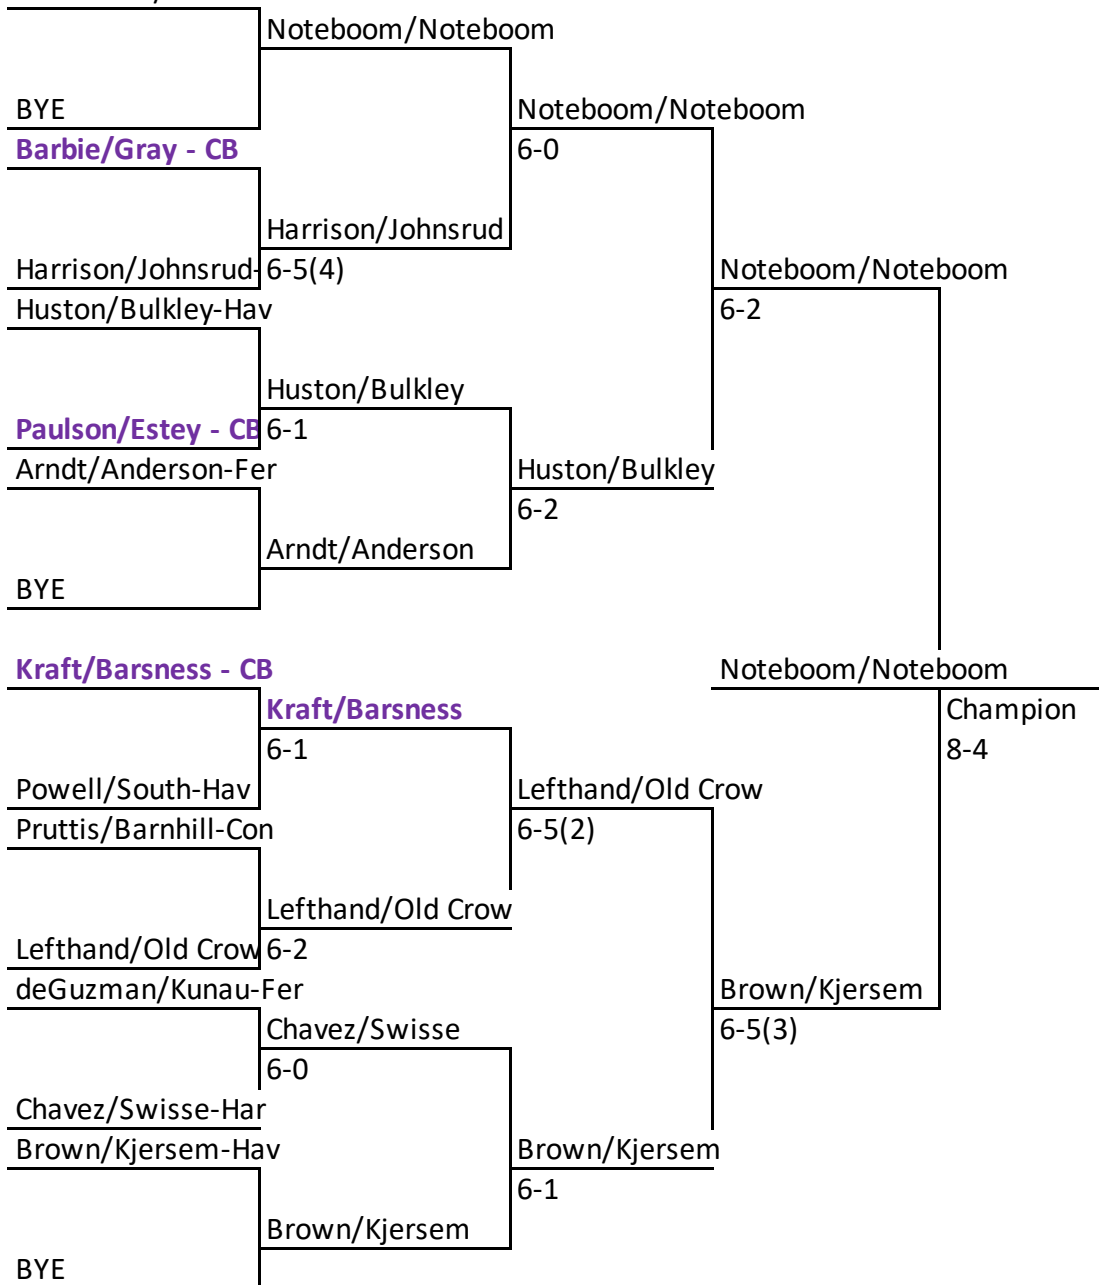 Noteboom/Noteboom
BYE
Noteboom/Noteboom
Barbie/Gray - CB
6-0
Harrison/Johnsrud
Harrison/Johnsrud-
6-5(4)
Noteboom/Noteboom
Huston/Bulkley-Hav
6-2
Huston/Bulkley
Paulson/Estey - CB
6-1
Arndt/Anderson-Fer
Huston/Bulkley
6-2
Arndt/Anderson
BYE
Kraft/Barsness - CB
Noteboom/Noteboom
Kraft/Barsness
Champion
6-1
8-4
Powell/South-Hav
Lefthand/Old Crow
Pruttis/Barnhill-Con
6-5(2)
Lefthand/Old Crow
Lefthand/Old Crow
6-2
deGuzman/Kunau-Fer
Brown/Kjersem
Chavez/Swisse
6-5(3)
6-0
Chavez/Swisse-Har
Brown/Kjersem-Hav
Brown/Kjersem
6-1
Brown/Kjersem
BYE